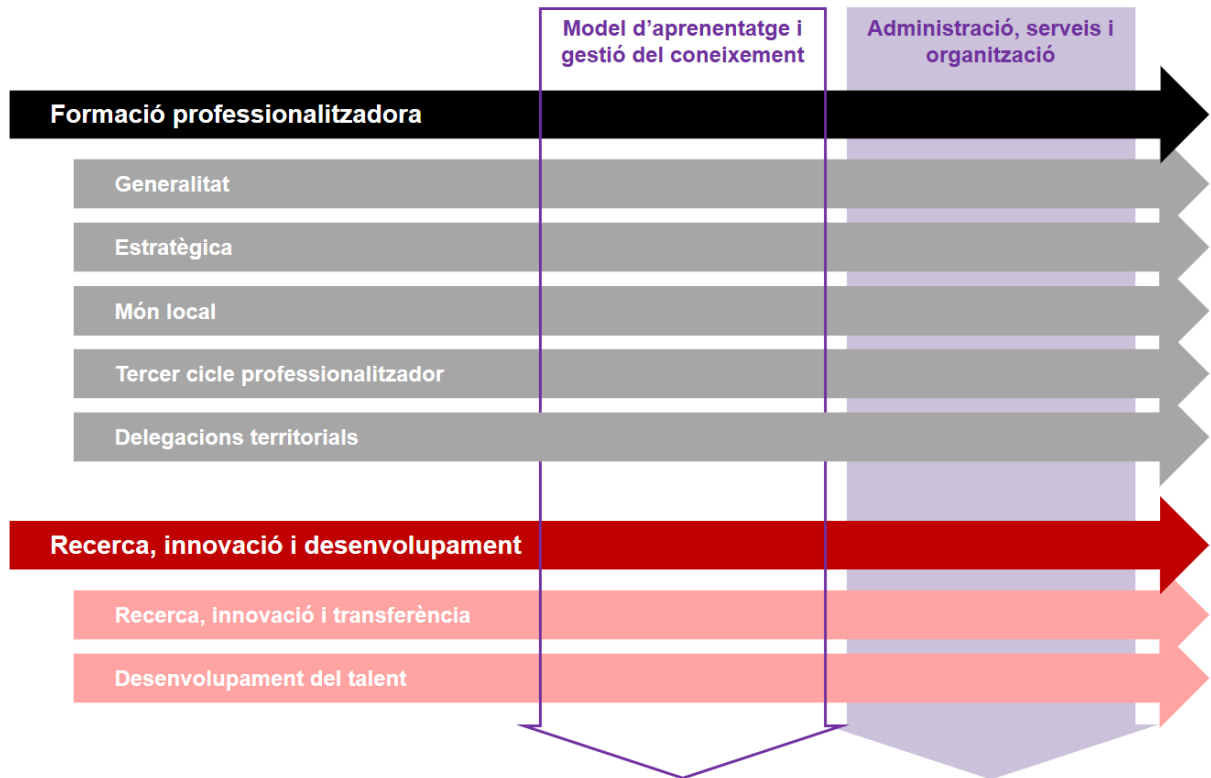 Model d’aprenentatge i
gestió del coneixement
Administració, serveis i
organització
Formació professionalitzadora
Generalitat
Estratègica
Món local
Tercer cicle professionalitzador
Delegacions territorials
Recerca, innovació i desenvolupament
Recerca, innovació i transferència
Desenvolupament del talent